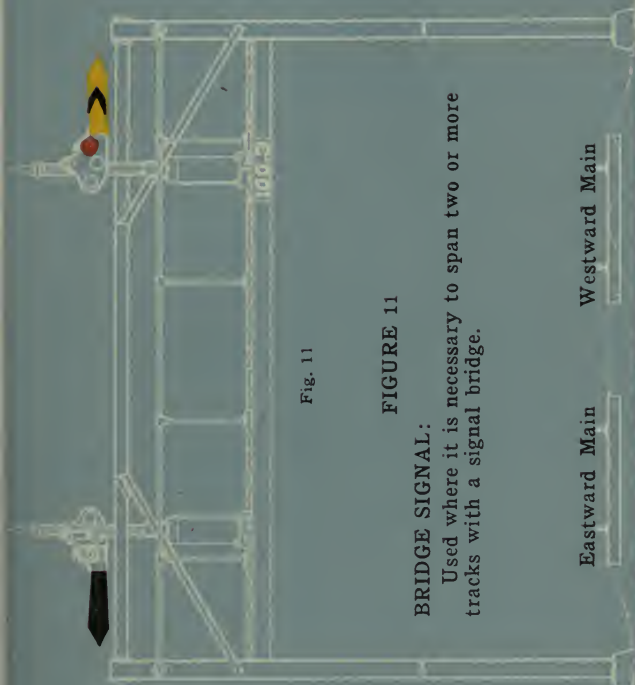 Fig. 11
FIGURE 11
BRIDGE SIGNAL:
Used where it is necessary to span two or more
tracks with a signal bridge.
Eastward Main Westward Main